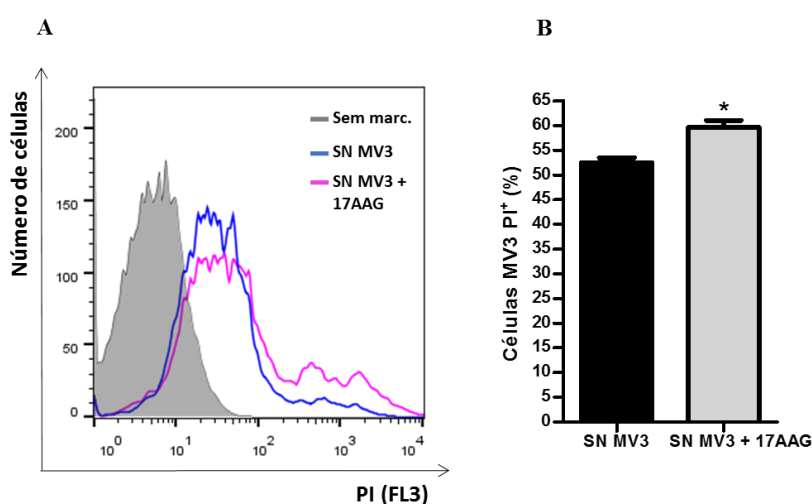 A
Número de células
200
150
100
50
0
Sem marc.
SN MV3
SN MV3 +
17AAG
10⁰
10¹
10²
10³
10⁴
PI (FL3)
B
Células MV3 PI⁺ (%)
65
60
55
50
45
40
35
30
25
20
15
10
5
0
*
SN MV3
SN MV3 + 17AAG